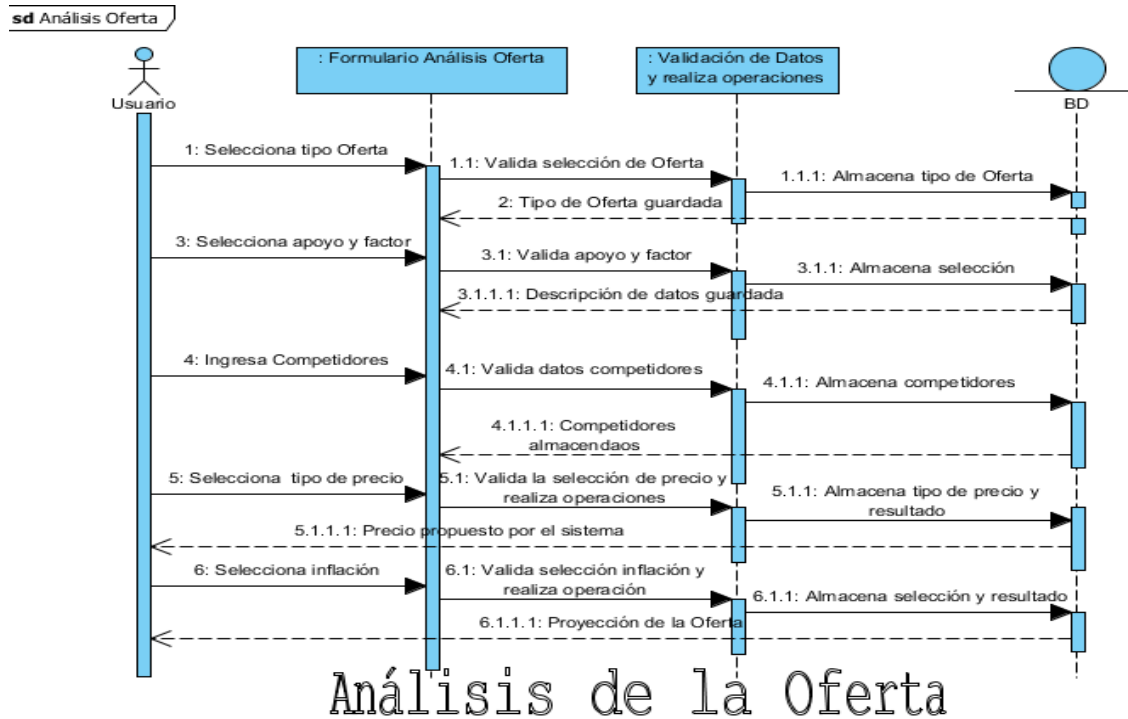 sd Análisis Oferta
: Formulario Análisis Oferta
: Validación de Datos
y realiza operaciones
Usuario
BD
1: Selecciona tipo Oferta
1.1: Valida selección de Oferta
1.1.1: Almacena tipo de Oferta
2: Tipo de Oferta guardada
3: Selecciona apoyo y factor
3.1: Valida apoyo y factor
3.1.1: Almacena selección
3.1.1.1: Descripción de datos guardada
4: Ingresa Competidores
4.1: Valida datos competidores
4.1.1: Almacena competidores
4.1.1.1: Competidores
almacendaos
5: Selecciona tipo de precio
5.1: Valida la selección de precio y
realiza operaciones
5.1.1: Almacena tipo de precio y
resultado
5.1.1.1: Precio propuesto por el sistema
6: Selecciona inflación
6.1: Valida selección inflación y
realiza operación
6.1.1: Almacena selección y resultado
6.1.1.1: Proyección de la Oferta
Análisis de la Oferta